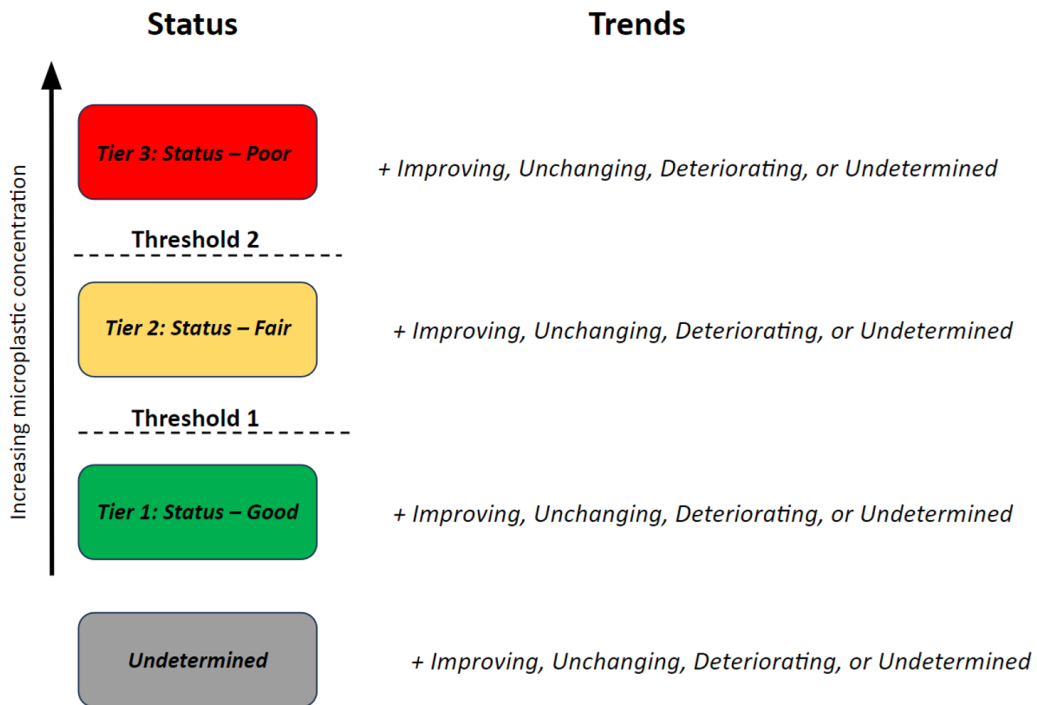 Status
Trends
Increasing microplastic concentration
Tier 3: Status – Poor
+ Improving, Unchanging, Deteriorating, or Undetermined
Threshold 2
Tier 2: Status – Fair
+ Improving, Unchanging, Deteriorating, or Undetermined
Threshold 1
Tier 1: Status – Good
+ Improving, Unchanging, Deteriorating, or Undetermined
Undetermined
+ Improving, Unchanging, Deteriorating, or Undetermined